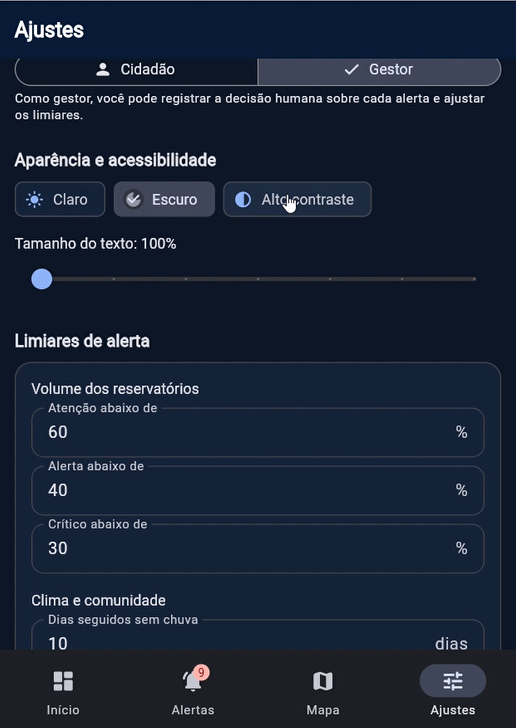 Ajustes
Cidadão
Gestor
Como gestor, você pode registrar a decisão humana sobre cada alerta e ajustar
os limiares.
Aparência e acessibilidade
Claro
Escuro
Alto contraste
Tamanho do texto: 100%
Limiares de alerta
Volume dos reservatórios
Atenção abaixo de
60 %
Alerta abaixo de
40 %
Crítico abaixo de
30 %
Clima e comunidade
Dias seguidos sem chuva
10 dias
9
Início
Alertas
Mapa
Ajustes